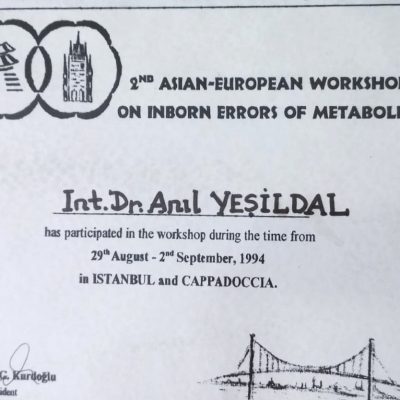 2ND ASIAN-EUROPEAN WORKSHOP
ON INBORN ERRORS OF METABOLI
Int. Dr. Anıl YEŞİLDAL
has participated in the workshop during the time from
29th August - 2nd September, 1994
in ISTANBUL and CAPPADOCCIA.
G. Kurdoğlu
ident